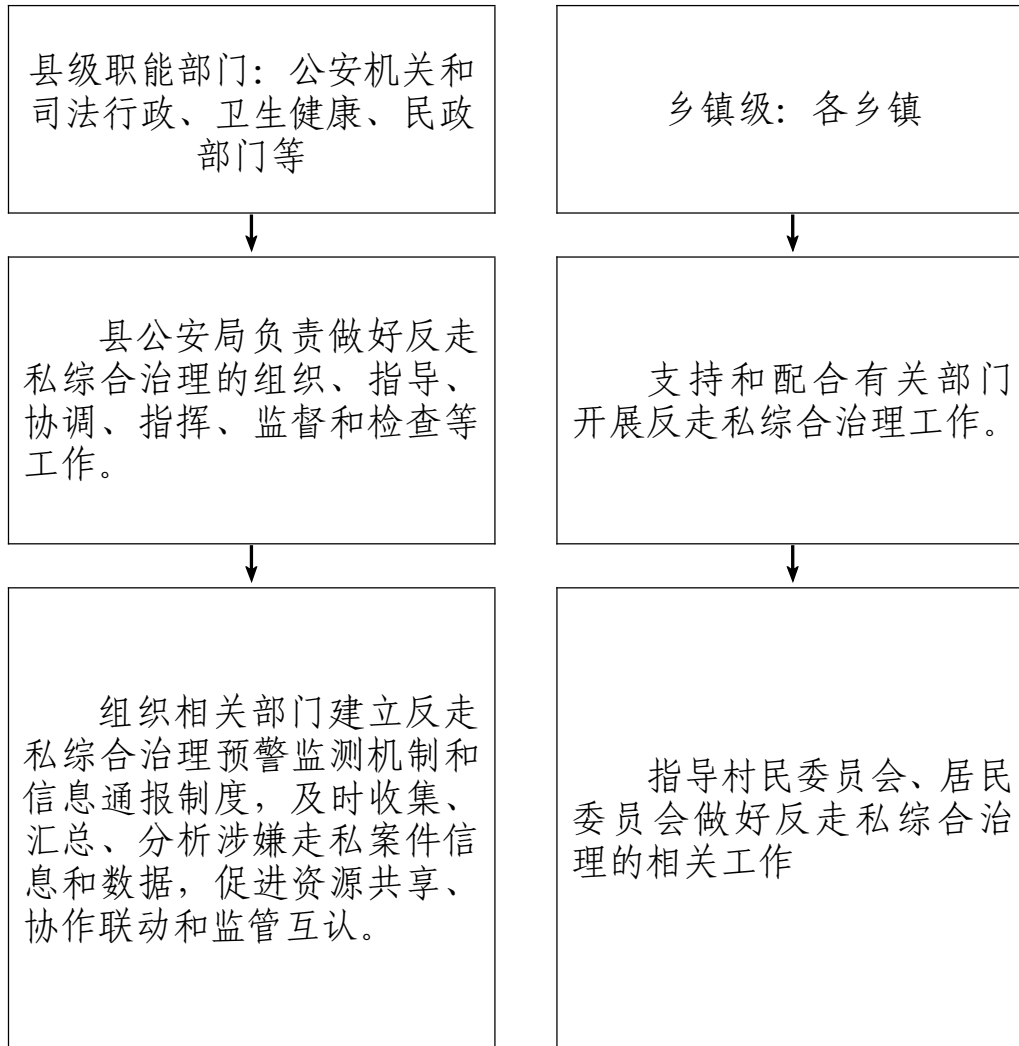 县级职能部门：公安机关和
司法行政、卫生健康、民政
部门等
县公安局负责做好反走
私综合治理的组织、指导、
协调、指挥、监督和检查等
工作。
组织相关部门建立反走
私综合治理预警监测机制和
信息通报制度，及时收集、
汇总、分析涉嫌走私案件信
息和数据，促进资源共享、
协作联动和监管互认。
乡镇级：各乡镇
支持和配合有关部门
开展反走私综合治理工作。
指导村民委员会、居民
委员会做好反走私综合治
理的相关工作